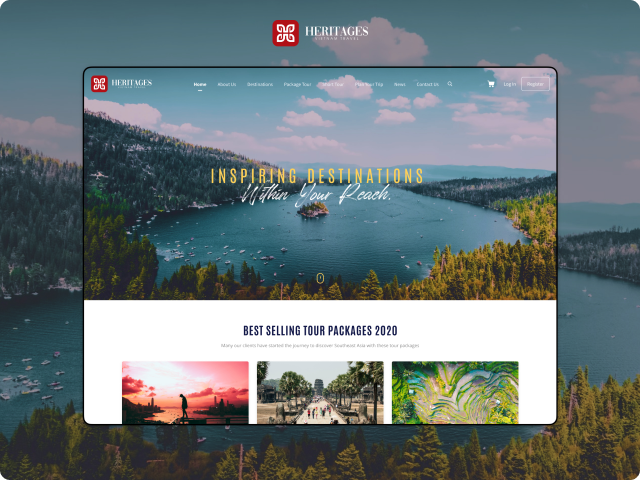 HERITAGES
VIETNAM TRAVEL
HERITAGES
Home About Us Destinations Package Tour Short Tour Plan Your Trip News Contact Us Log In Register
INSPIRING DESTINATIONS
Within Your Reach.
BEST SELLING TOUR PACKAGES 2020
Many our clients have started the journey to discover Southeast Asia with these tour packages